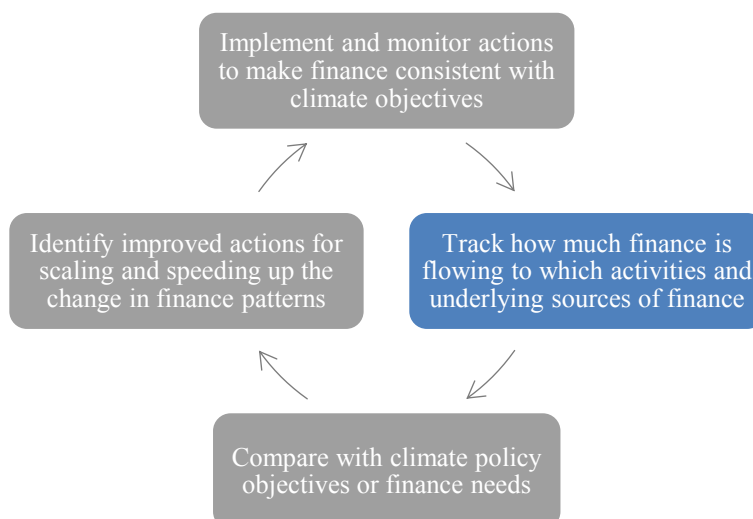 Implement and monitor actions
to make finance consistent with
climate objectives
Identify improved actions for
scaling and speeding up the
change in finance patterns
Track how much finance is
flowing to which activities and
underlying sources of finance
Compare with climate policy
objectives or finance needs